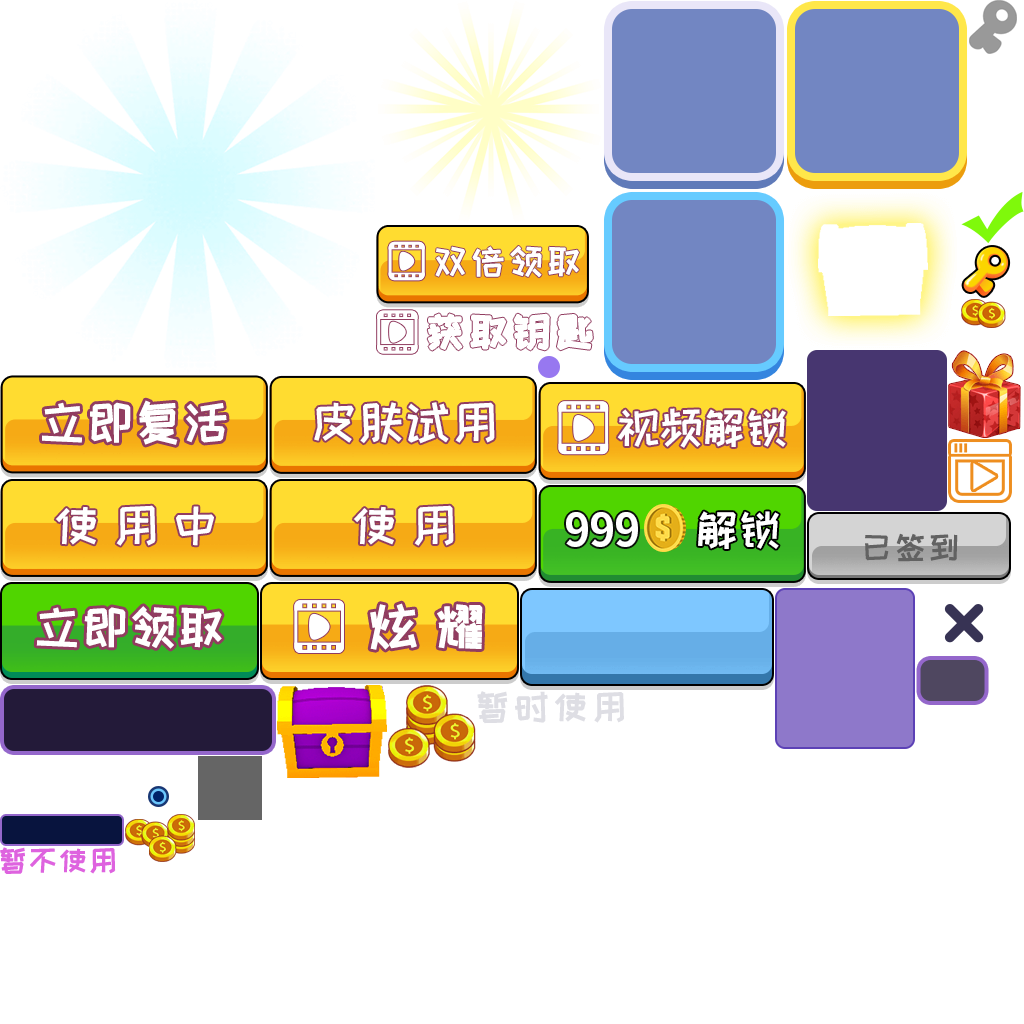 双倍领取
获取钥匙
立即复活
皮肤试用
视频解锁
使用中
使用
999 $ 解锁
已签到
立即领取
炫耀
暂时使用
暂不使用